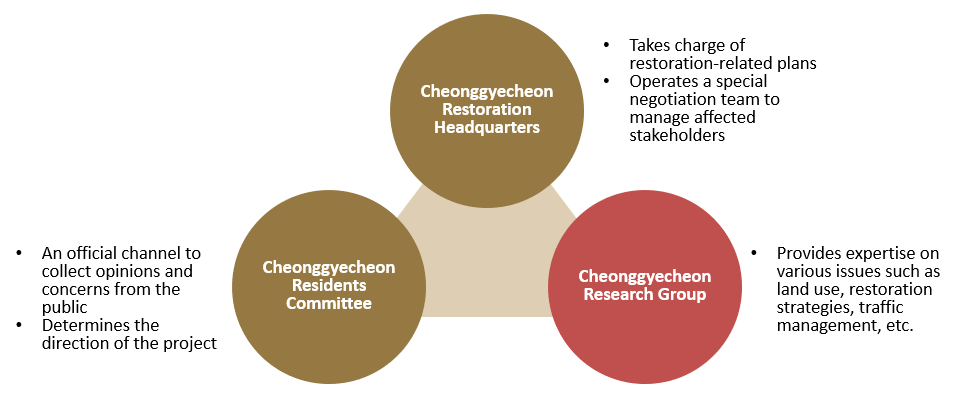 Cheonggyecheon
Restoration
Headquarters
• Takes charge of
restoration-related plans
• Operates a special
negotiation team to
manage affected
stakeholders
• An official channel to
collect opinions and
concerns from the
public
• Determines the
direction of the project
Cheonggyecheon
Residents
Committee
Cheonggyecheon
Research Group
• Provides expertise on
various issues such as
land use, restoration
strategies, traffic
management, etc.